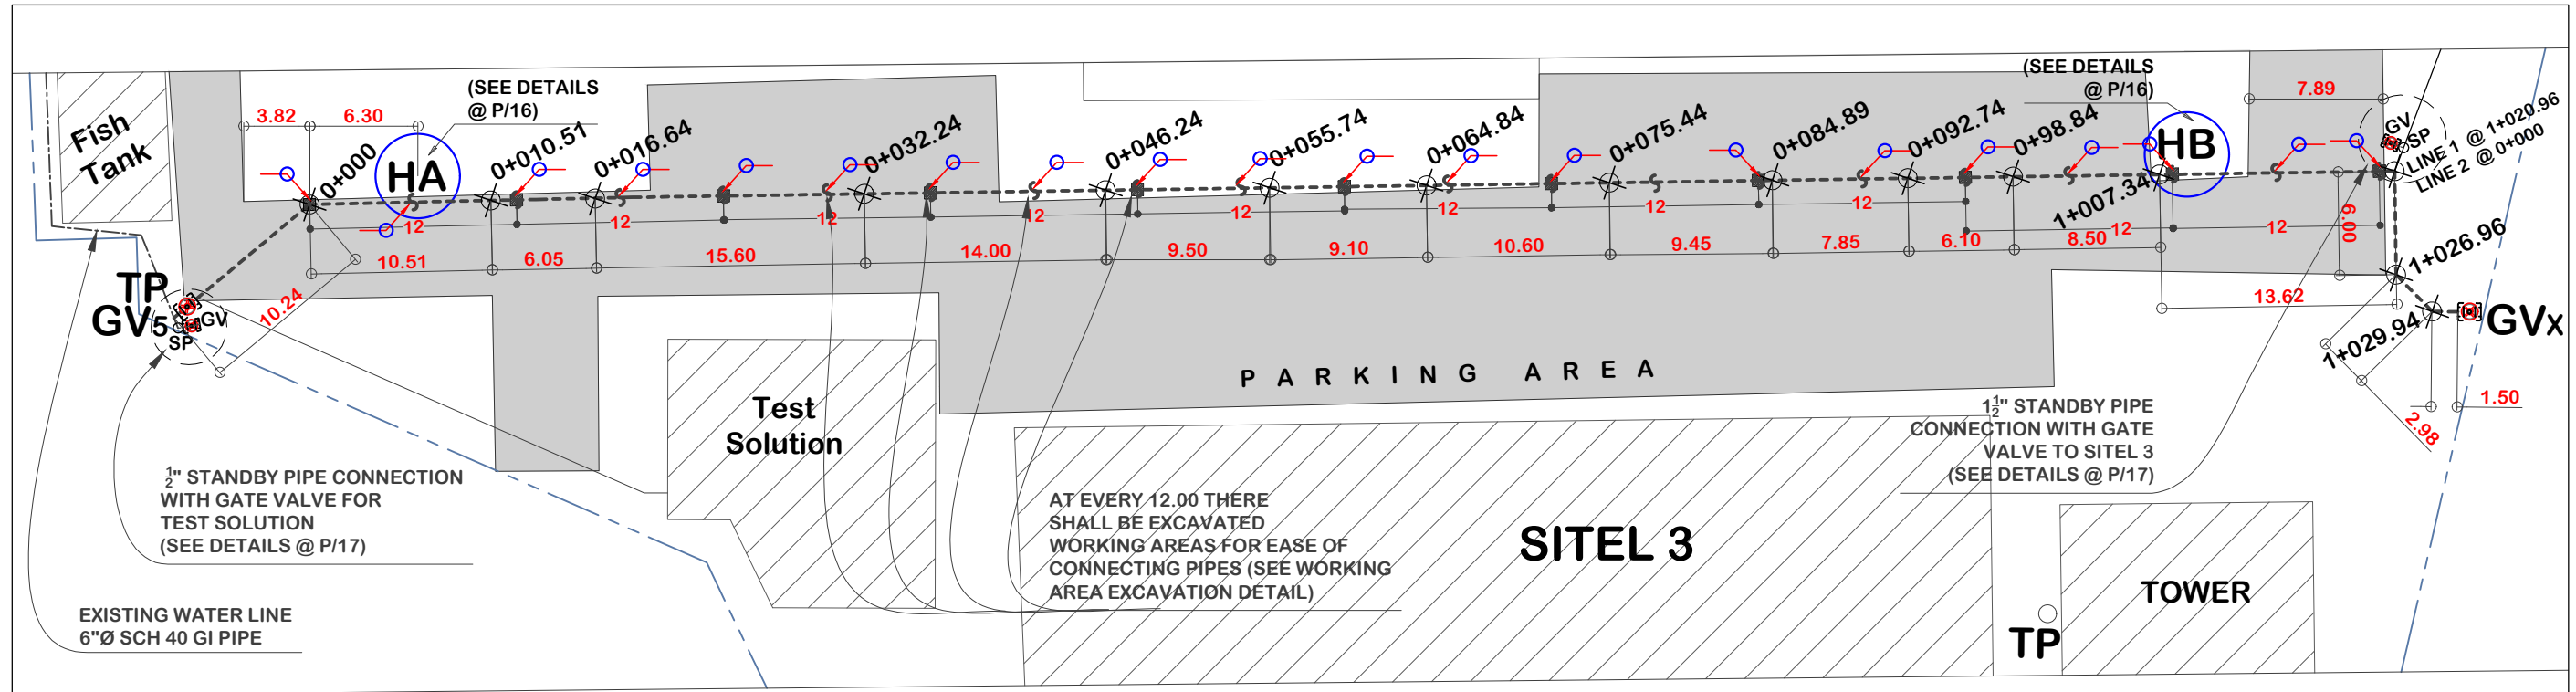 Fish
Tank
3.82
6.30
(SEE DETAILS
@ P/16)
HA
0+000
0+010.51
0+016.64
0+032.24
0+046.24
0+055.74
0+064.84
0+075.44
0+084.89
0+092.74
0+98.84
1+007.34
(SEE DETAILS
@ P/16)
HB
7.89
GV
SP
LINE 1 @ 1+020.96
LINE 2 @ 0+000
12
12
12
12
12
12
12
12
12
12
10.51
6.05
15.60
14.00
9.50
9.10
10.60
9.45
7.85
6.10
8.50
6.00
13.62
1+026.96
1+029.94
GVx
1.50
2.98
TP
GV5
GV
SP
10.24
PARKING AREA
Test
Solution
1½" STANDBY PIPE
CONNECTION WITH GATE
VALVE TO SITEL 3
(SEE DETAILS @ P/17)
½" STANDBY PIPE CONNECTION
WITH GATE VALVE FOR
TEST SOLUTION
(SEE DETAILS @ P/17)
AT EVERY 12.00 THERE
SHALL BE EXCAVATED
WORKING AREAS FOR EASE OF
CONNECTING PIPES (SEE WORKING
AREA EXCAVATION DETAIL)
SITEL 3
TOWER
TP
EXISTING WATER LINE
6"Ø SCH 40 GI PIPE